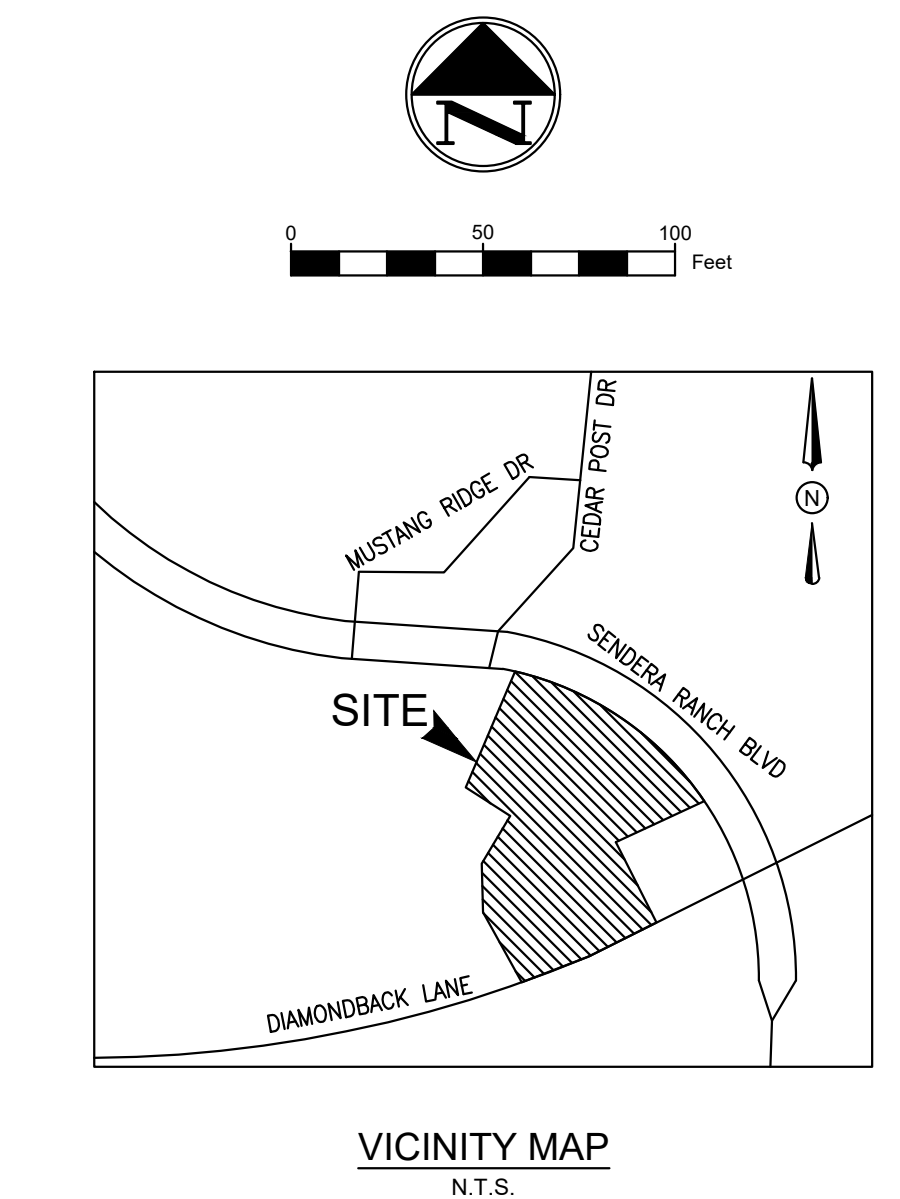 N
0 50 100
Feet
CEDAR POST DR
MUSTANG RIDGE DR
N
SENDERA RANCH BLVD
SITE
DIAMONDBACK LANE
VICINITY MAP
N.T.S.